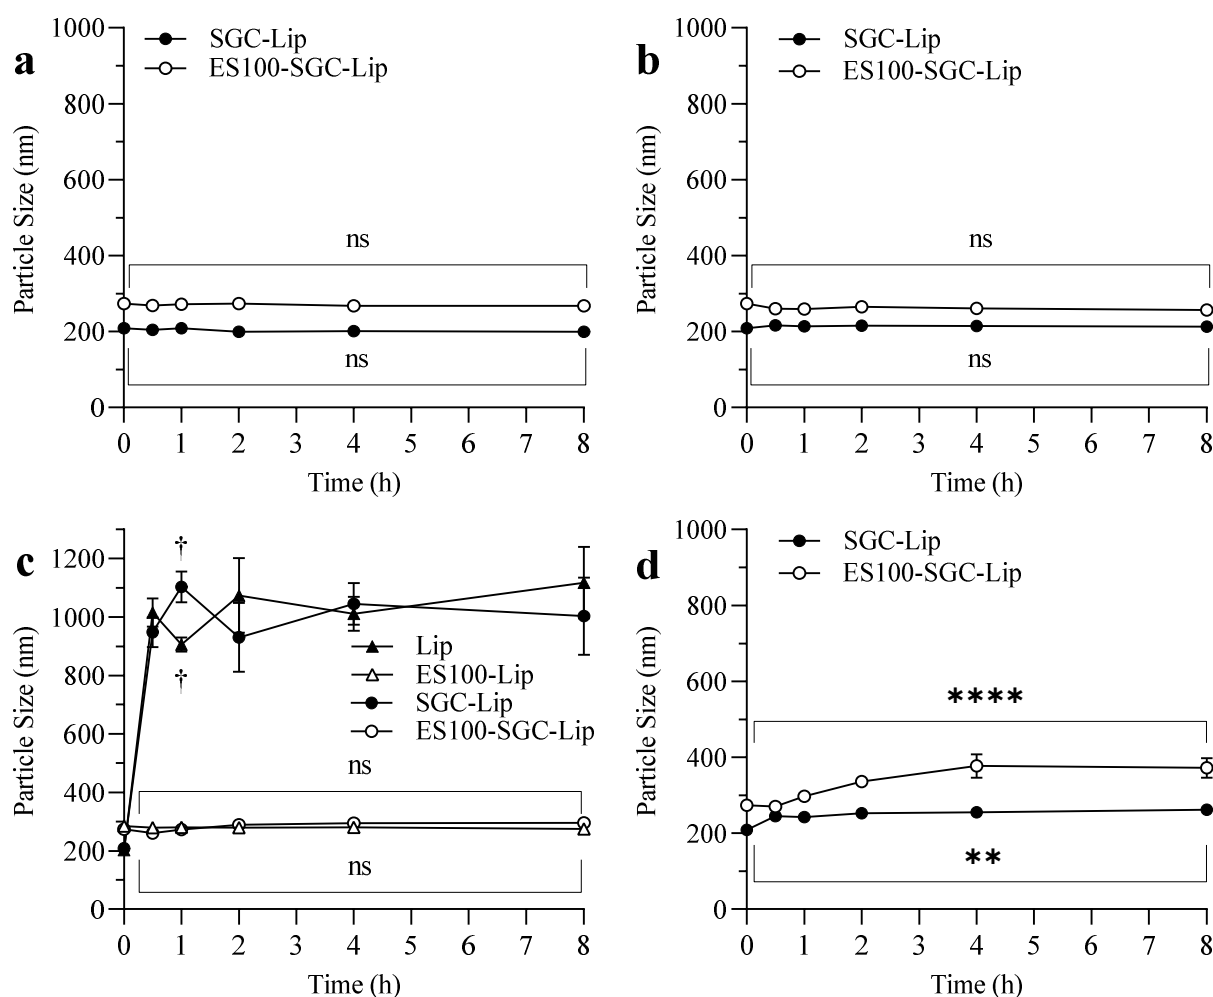 a
SGC-Lip
ES100-SGC-Lip
Particle Size (nm)
1000
800
600
400
200
0
ns
ns
0 1 2 3 4 5 6 7 8
Time (h)
b
SGC-Lip
ES100-SGC-Lip
Particle Size (nm)
1000
800
600
400
200
0
ns
ns
0 1 2 3 4 5 6 7 8
Time (h)
c
Particle Size (nm)
1200
1000
800
600
400
200
0
†
†
Lip
ES100-Lip
SGC-Lip
ES100-SGC-Lip
ns
ns
0 1 2 3 4 5 6 7 8
Time (h)
d
SGC-Lip
ES100-SGC-Lip
Particle Size (nm)
1000
800
600
400
200
0
****
**
0 1 2 3 4 5 6 7 8
Time (h)